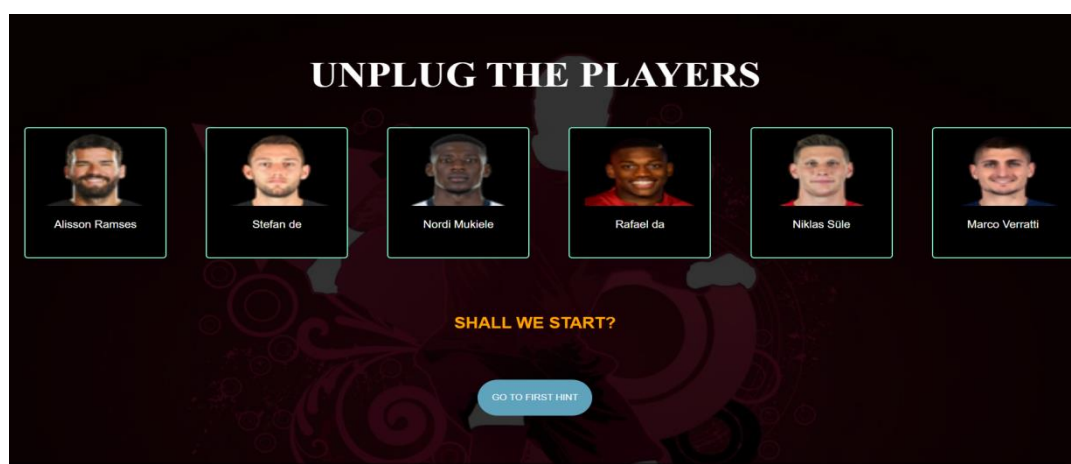 UNPLUG THE PLAYERS
Alisson Ramses
Stefan de
Nordi Mukiele
Rafael da
Niklas Süle
Marco Verratti
SHALL WE START?
GO TO FIRST HINT